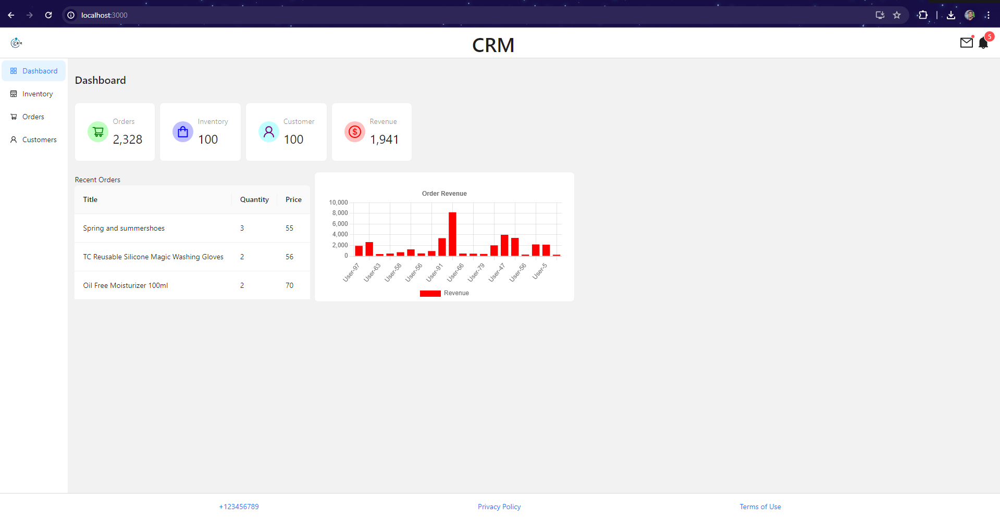 localhost:3000
CRM
CRM
5
Dashbaord
Inventory
Orders
Customers
Dashboard
Orders
2,328
Inventory
100
Customer
100
Revenue
$
1,941
Recent Orders
Title Quantity Price
Spring and summershoes 3 55
TC Reusable Silicone Magic Washing Gloves 2 56
Oil Free Moisturizer 100ml 2 70
Order Revenue
10,000
8,000
6,000
4,000
2,000
0
User-97 User-63 User-58 User-56 User-91 User-66 User-79 User-47 User-56 User-5
Revenue
+123456789 Privacy Policy Terms of Use